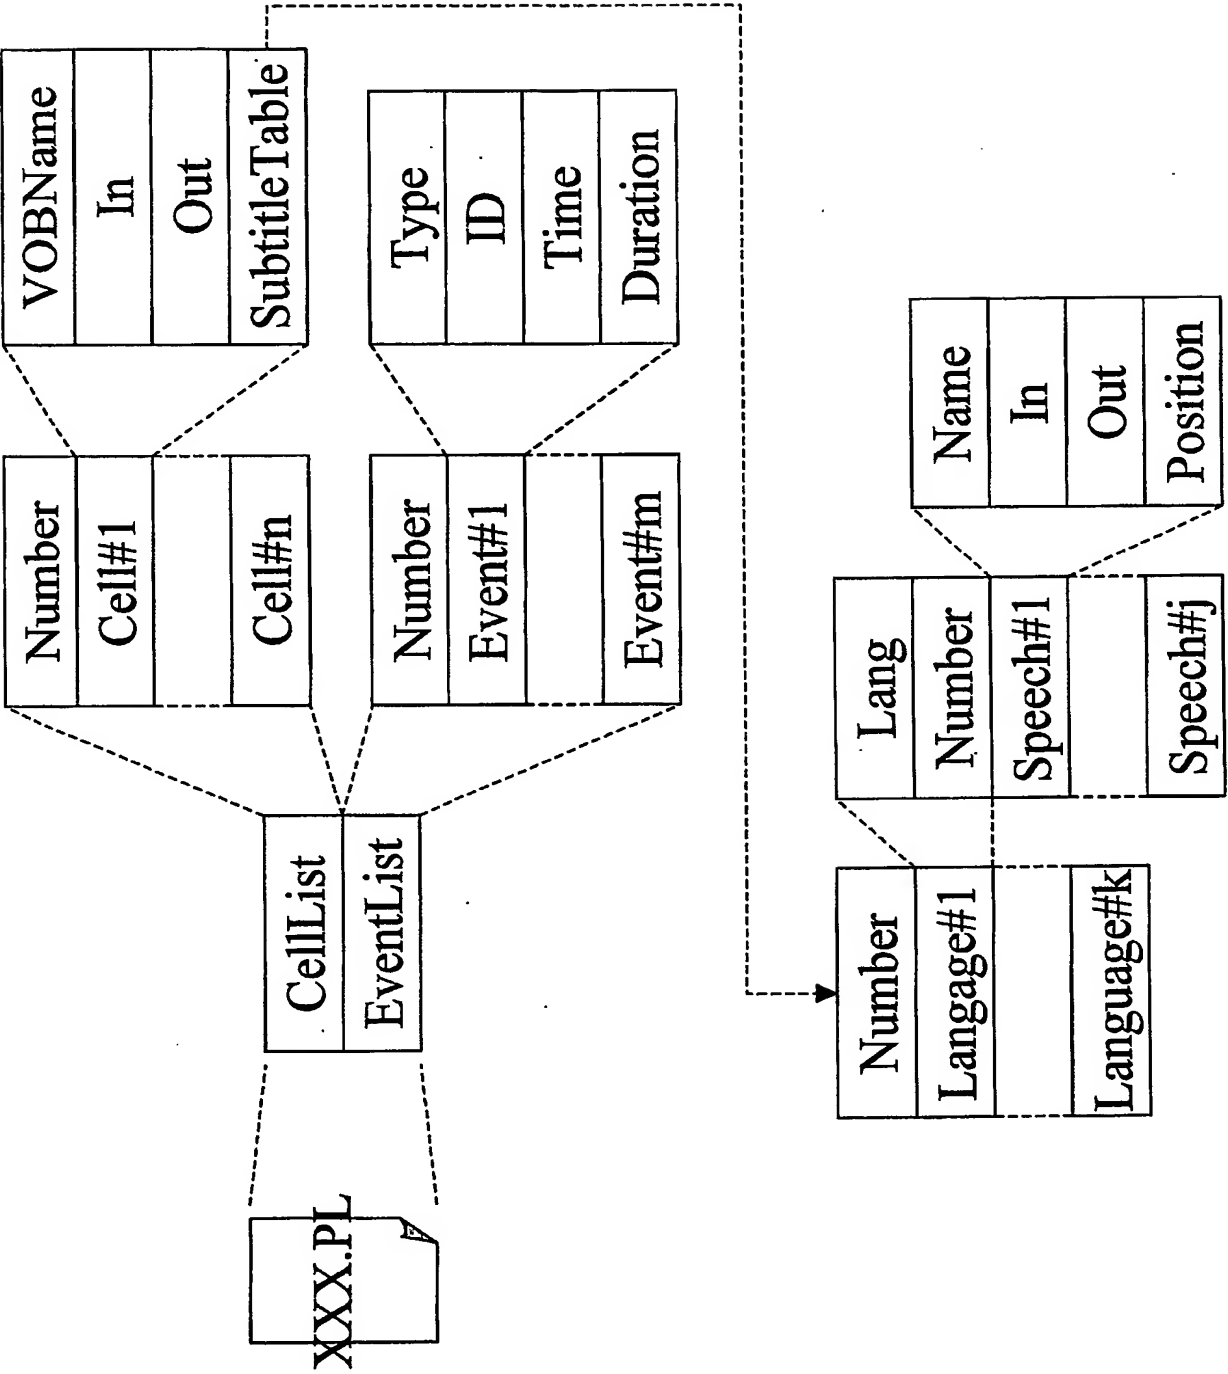 XXX.PL
CellList
EventList
Number
Cell#1
Cell#n
VOBName
In
Out
SubtitleTable
Number
Event#1
Event#m
Type
ID
Time
Duration
Number
Langage#1
Language#k
Lang
Number
Speech#1
Speech#j
Name
In
Out
Position